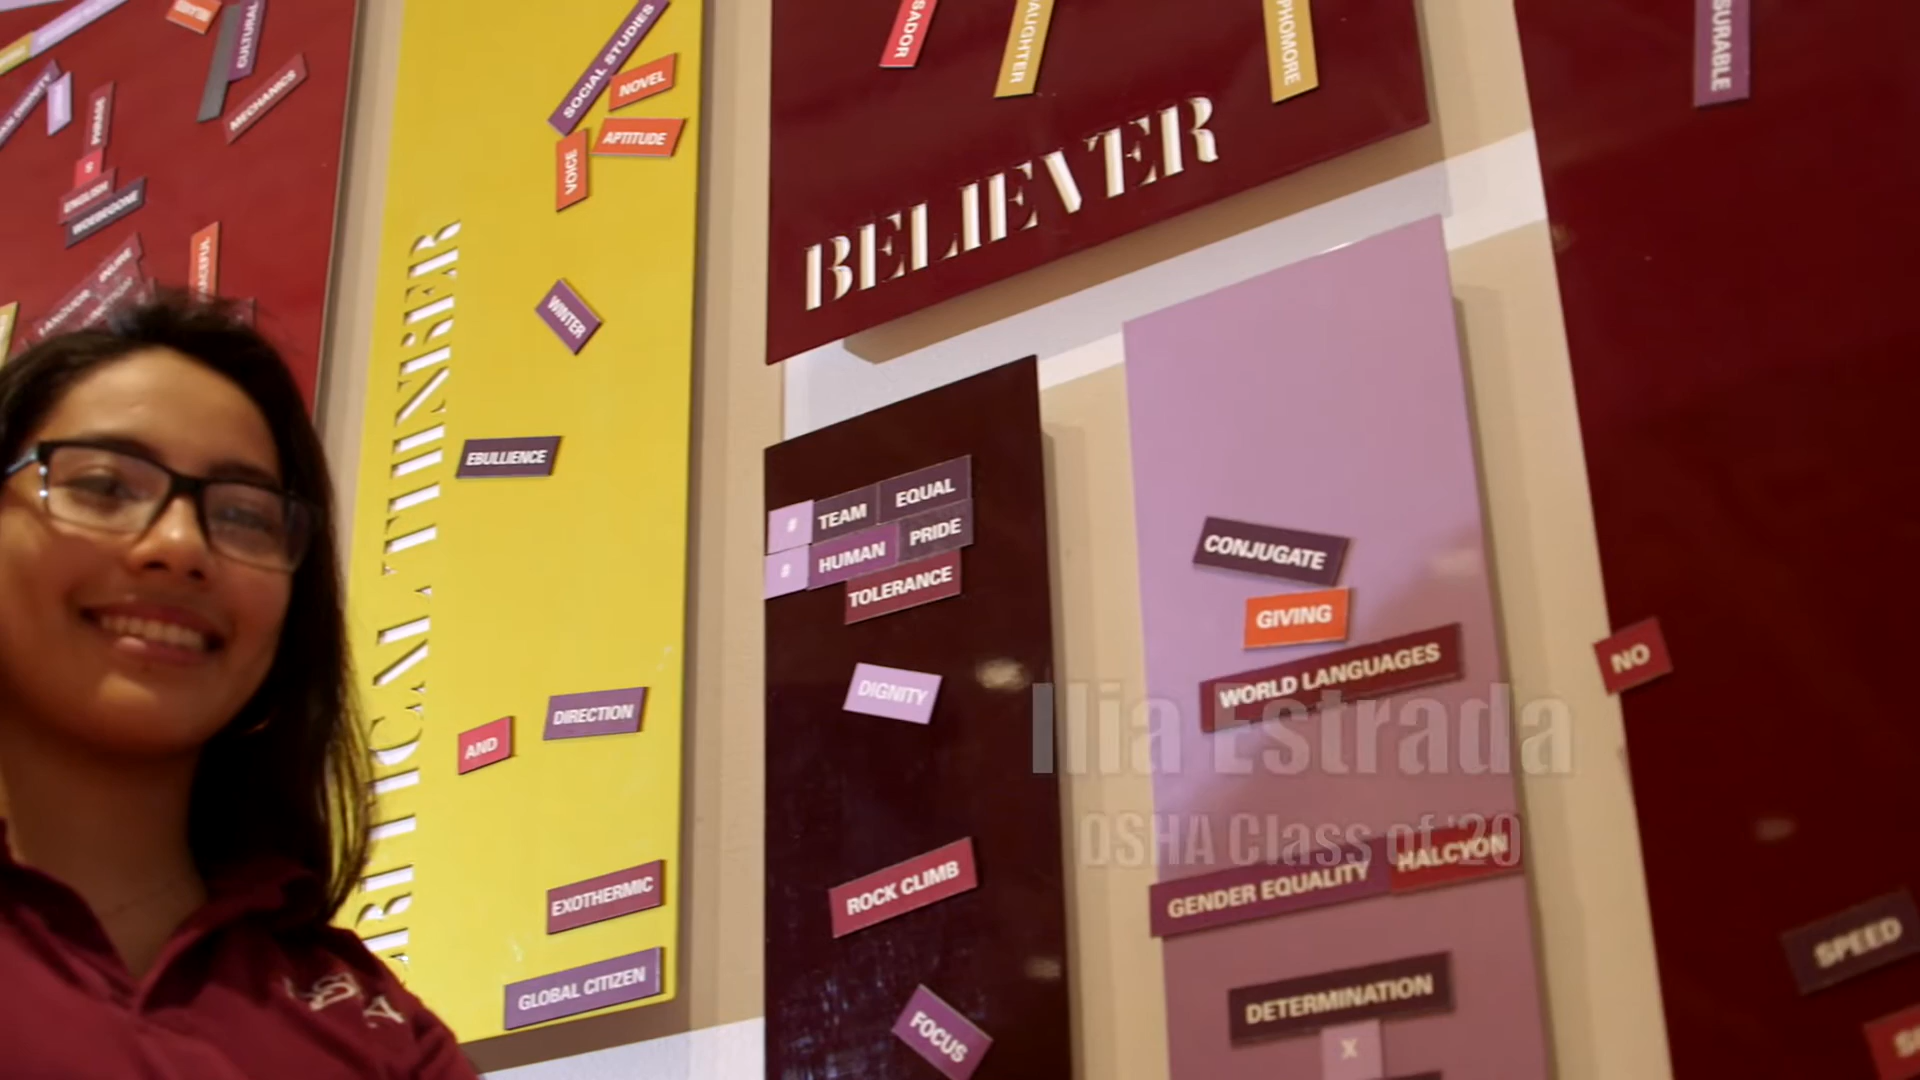 CULTURAL
MECHANICS
ENGLISH
WOEBEGONE
SOCIAL STUDIES
NOVEL
APTITUDE
VOICE
WINTER
EBULLIENCE
DIRECTION
AND
EXOTHERMIC
GLOBAL CITIZEN
CRITICAL THINKER
BELIEVER
# TEAM EQUAL
# HUMAN PRIDE
TOLERANCE
DIGNITY
ROCK CLIMB
FOCUS
CONJUGATE
GIVING
WORLD LANGUAGES
Ilia Estrada
OSHA Class of '20
GENDER EQUALITY HALCYON
DETERMINATION
X
NO
SPEED